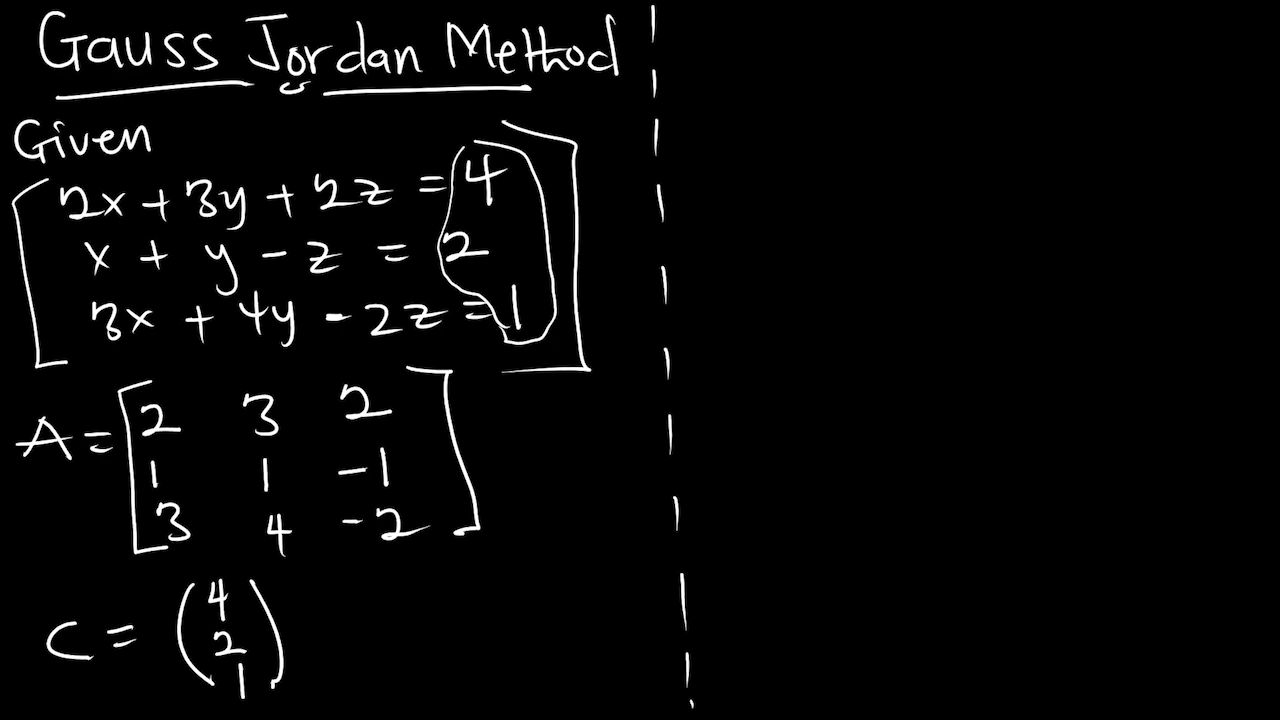 Gauss Jordan Method
Given
2x + 3y + 2z = 4
x + y - z = 2
3x + 4y - 2z = 1
A = [2 3 2
1 1 -1
3 4 -2]
C = (4
2
1)